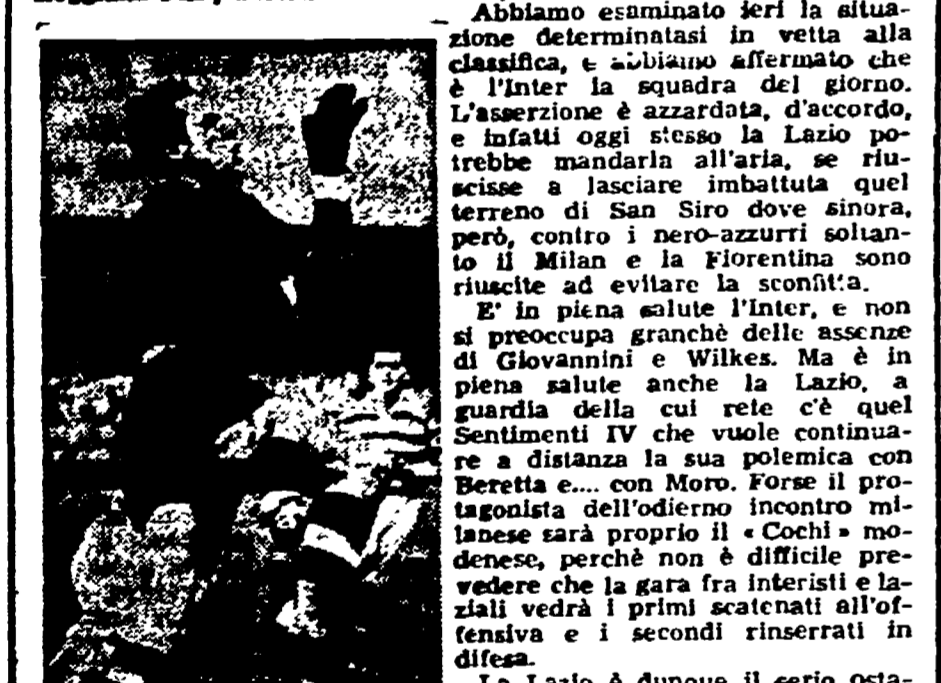 Abbiamo esaminato ieri la situa-
zione determinatasi in vetta alla
classifica, e abbiamo affermato che
è l'Inter la squadra del giorno.
L'asserzione è azzardata, d'accordo,
e infatti oggi stesso la Lazio po-
trebbe mandarla all'aria, se riu-
scisse a lasciare imbattuta quel
terreno di San Siro dove sinora,
però, contro i nero-azzurri soltan-
to il Milan e la Fiorentina sono
riuscite ad evitare la sconfitta.
E' in piena salute l'Inter, e non
si preoccupa granchè delle assenze
di Giovannini e Wilkes. Ma è in
piena salute anche la Lazio, a
guardia della cui rete c'è quel
Sentimenti IV che vuole continua-
re a distanza la sua polemica con
Beretta e.... con Moro. Forse il pro-
tagonista dell'odierno incontro mi-
lanese sarà proprio il « Cochi » mo-
denese, perchè non è difficile pre-
vedere che la gara fra interisti e la-
ziali vedrà i primi scatenati all'of-
fensiva e i secondi rinserrati in
difesa.
La Lazio è dunque il serio osta-